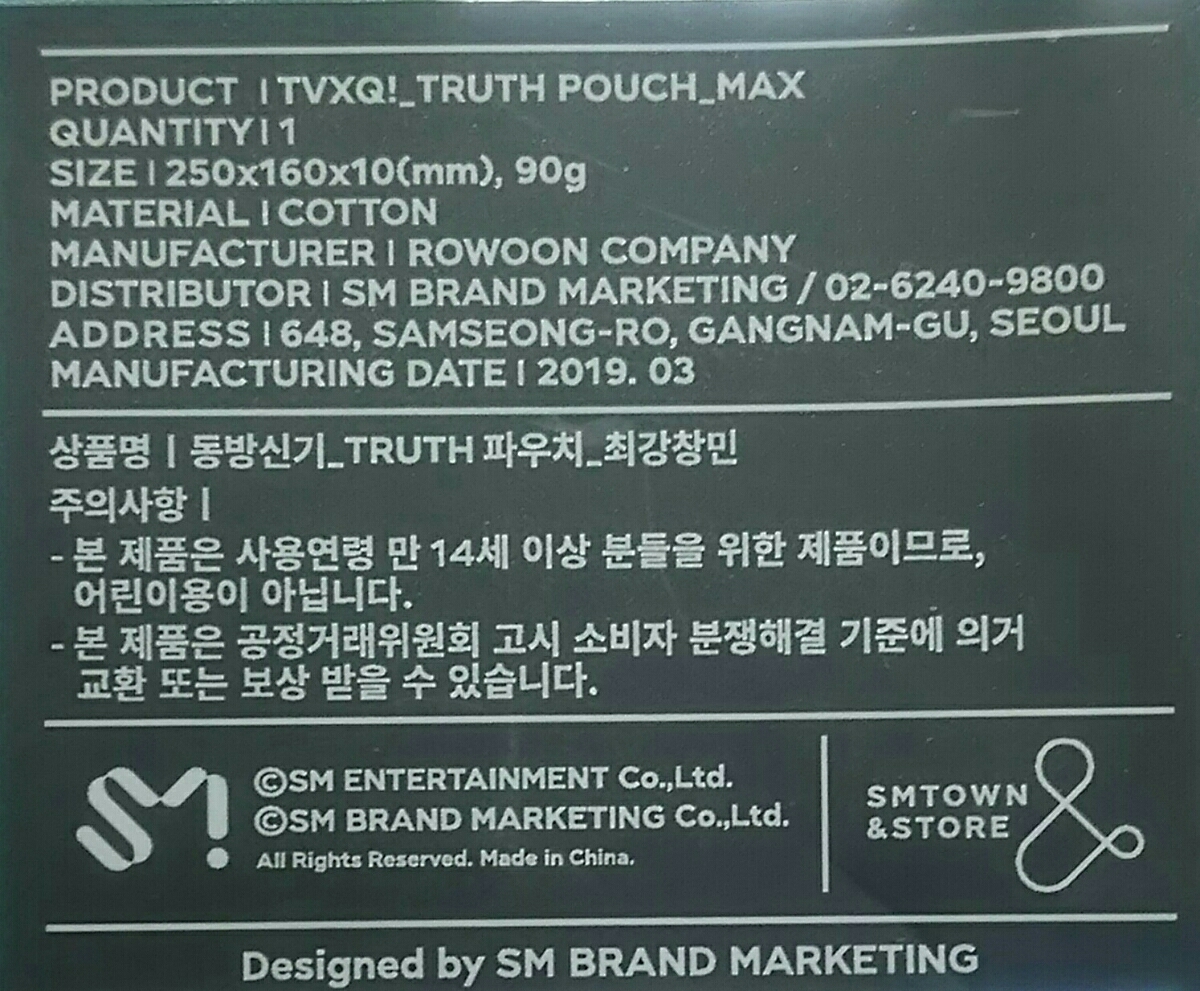 PRODUCT | TVXQ!_TRUTH POUCH_MAX
QUANTITY | 1
SIZE | 250x160x10(mm), 90g
MATERIAL | COTTON
MANUFACTURER | ROWOON COMPANY
DISTRIBUTOR | SM BRAND MARKETING / 02-6240-9800
ADDRESS | 648, SAMSEONG-RO, GANGNAM-GU, SEOUL
MANUFACTURING DATE | 2019. 03
상품명 | 동방신기_TRUTH 파우치_최강창민
주의사항 |
- 본 제품은 사용연령 만 14세 이상 분들을 위한 제품이므로,
어린이용이 아닙니다.
- 본 제품은 공정거래위원회 고시 소비자 분쟁해결 기준에 의거
교환 또는 보상 받을 수 있습니다.
SM
©SM ENTERTAINMENT Co.,Ltd.
©SM BRAND MARKETING Co.,Ltd.
All Rights Reserved. Made in China.
SMTOWN
&STORE
&
Designed by SM BRAND MARKETING